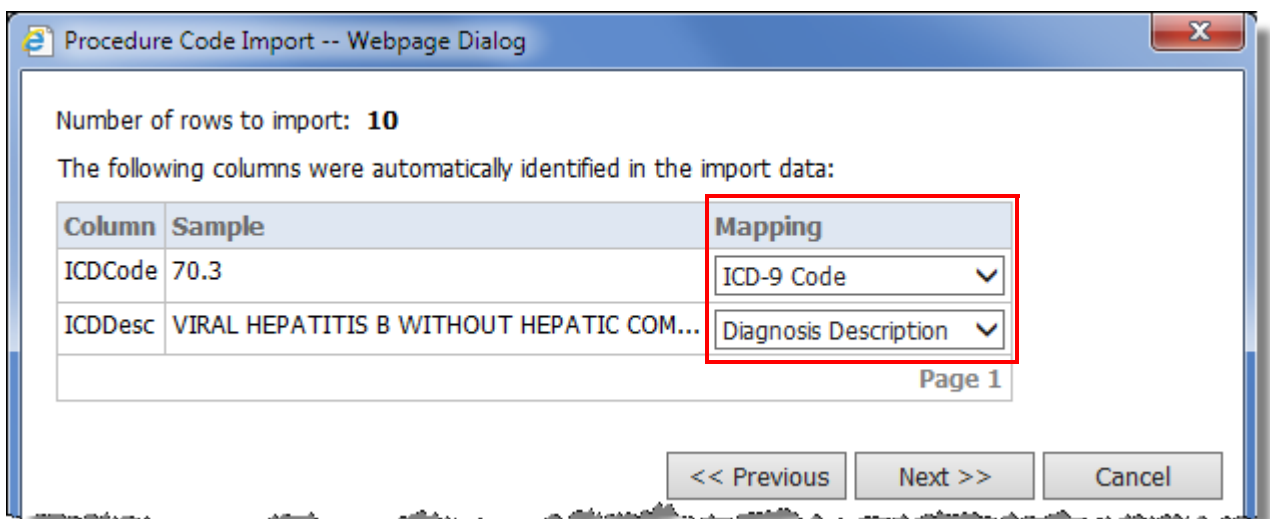 Procedure Code Import -- Webpage Dialog
Number of rows to import: 10
The following columns were automatically identified in the import data:
Column Sample Mapping
ICDCode 70.3 ICD-9 Code
ICDDesc VIRAL HEPATITIS B WITHOUT HEPATIC COM... Diagnosis Description
Page 1
<< Previous Next >> Cancel